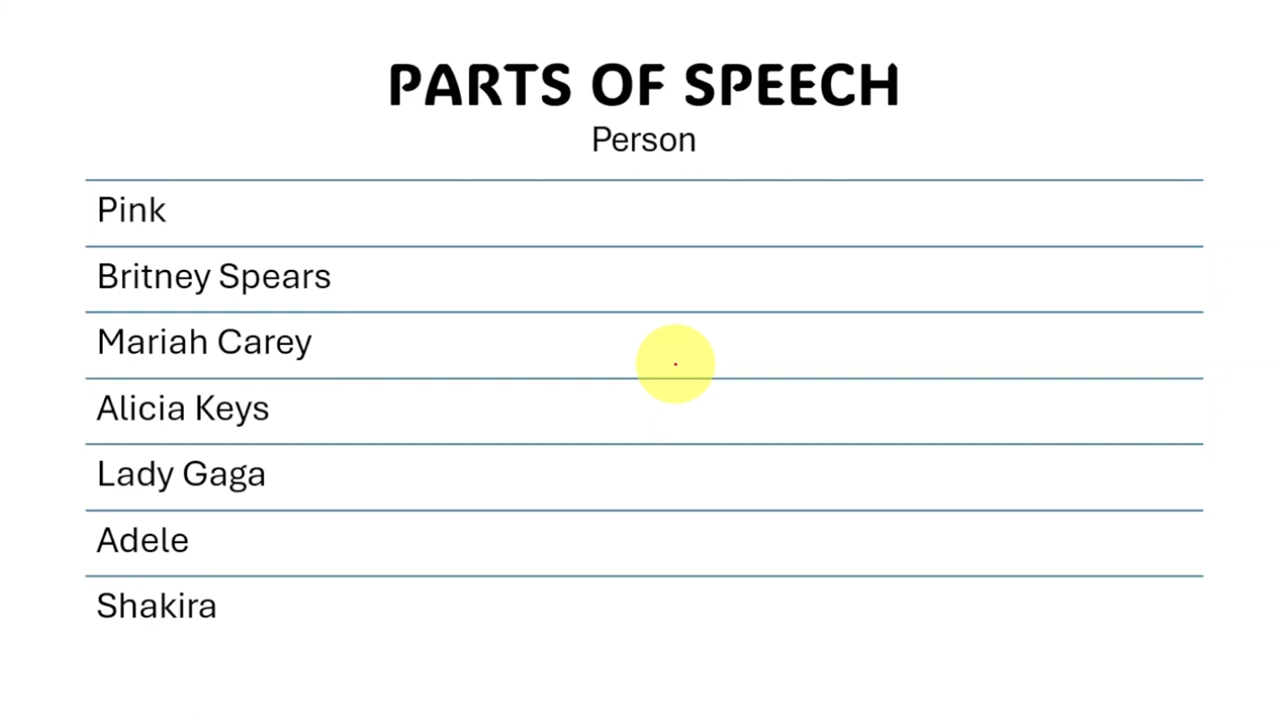 PARTS OF SPEECH
Person
Pink
Britney Spears
Mariah Carey
Alicia Keys
Lady Gaga
Adele
Shakira